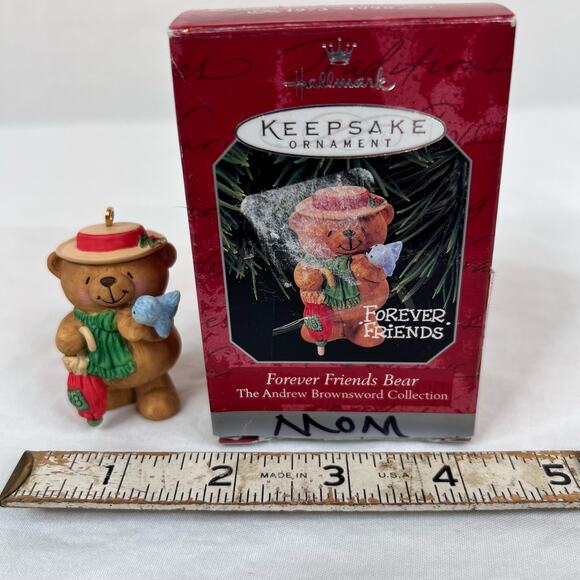 Hallmark
KEEPSAKE
ORNAMENT
FOREVER
FRIENDS
Forever Friends Bear
The Andrew Brownsword Collection
MOM
1 2 3 4 5
MADE IN U.S.A.
B